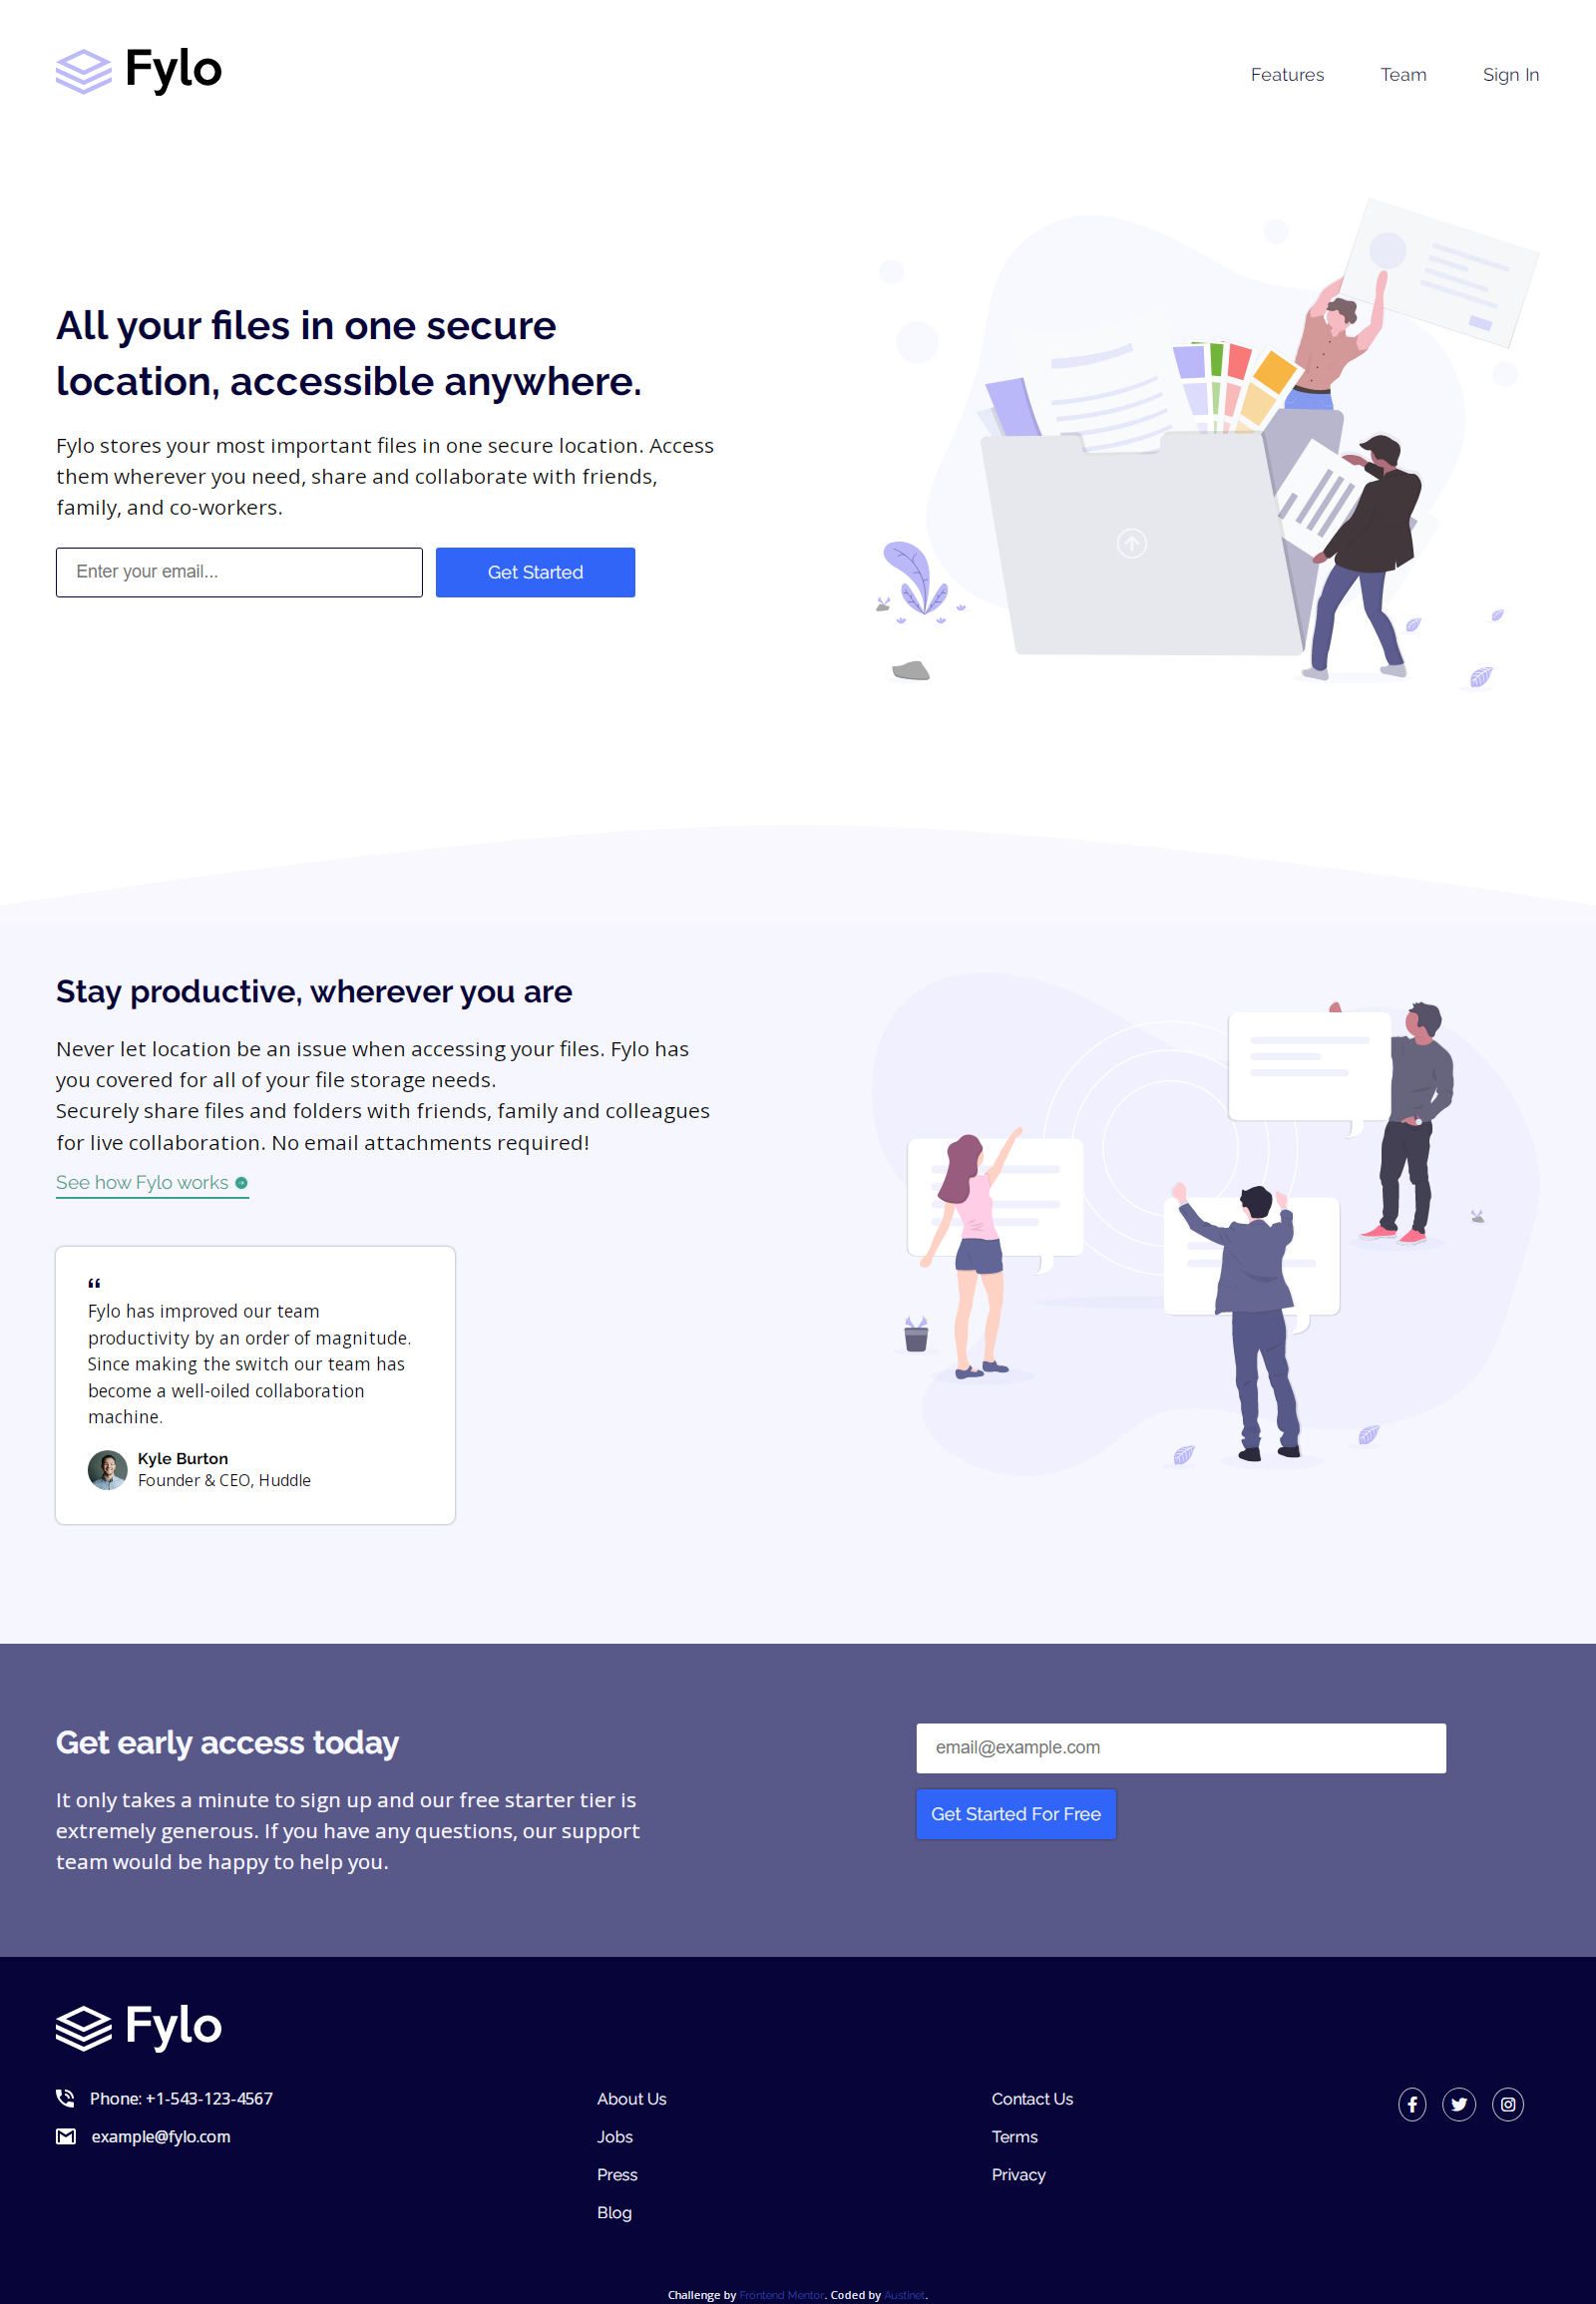 Fylo
Features
Team
Sign In
All your files in one secure
location, accessible anywhere.
Fylo stores your most important files in one secure location. Access
them wherever you need, share and collaborate with friends,
family, and co-workers.
Enter your email...
Get Started
Stay productive, wherever you are
Never let location be an issue when accessing your files. Fylo has
you covered for all of your file storage needs.
Securely share files and folders with friends, family and colleagues
for live collaboration. No email attachments required!
See how Fylo works
“
Fylo has improved our team
productivity by an order of magnitude.
Since making the switch our team has
become a well-oiled collaboration
machine.
Kyle Burton
Founder & CEO, Huddle
Get early access today
It only takes a minute to sign up and our free starter tier is
extremely generous. If you have any questions, our support
team would be happy to help you.
email@example.com
Get Started For Free
Fylo
Phone: +1-543-123-4567
example@fylo.com
About Us
Jobs
Press
Blog
Contact Us
Terms
Privacy
Challenge by Frontend Mentor. Coded by Austinet.